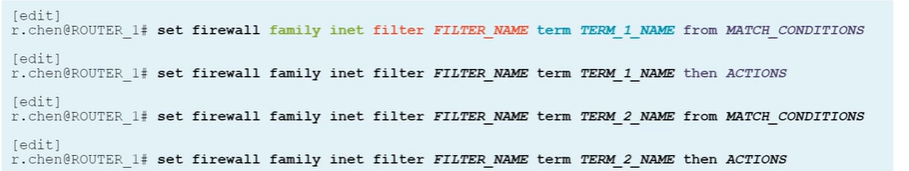 [edit]
r.chen@ROUTER_1# set firewall family inet filter FILTER_NAME term TERM_1_NAME from MATCH_CONDITIONS
[edit]
r.chen@ROUTER_1# set firewall family inet filter FILTER_NAME term TERM_1_NAME then ACTIONS
[edit]
r.chen@ROUTER_1# set firewall family inet filter FILTER_NAME term TERM_2_NAME from MATCH_CONDITIONS
[edit]
r.chen@ROUTER_1# set firewall family inet filter FILTER_NAME term TERM_2_NAME then ACTIONS